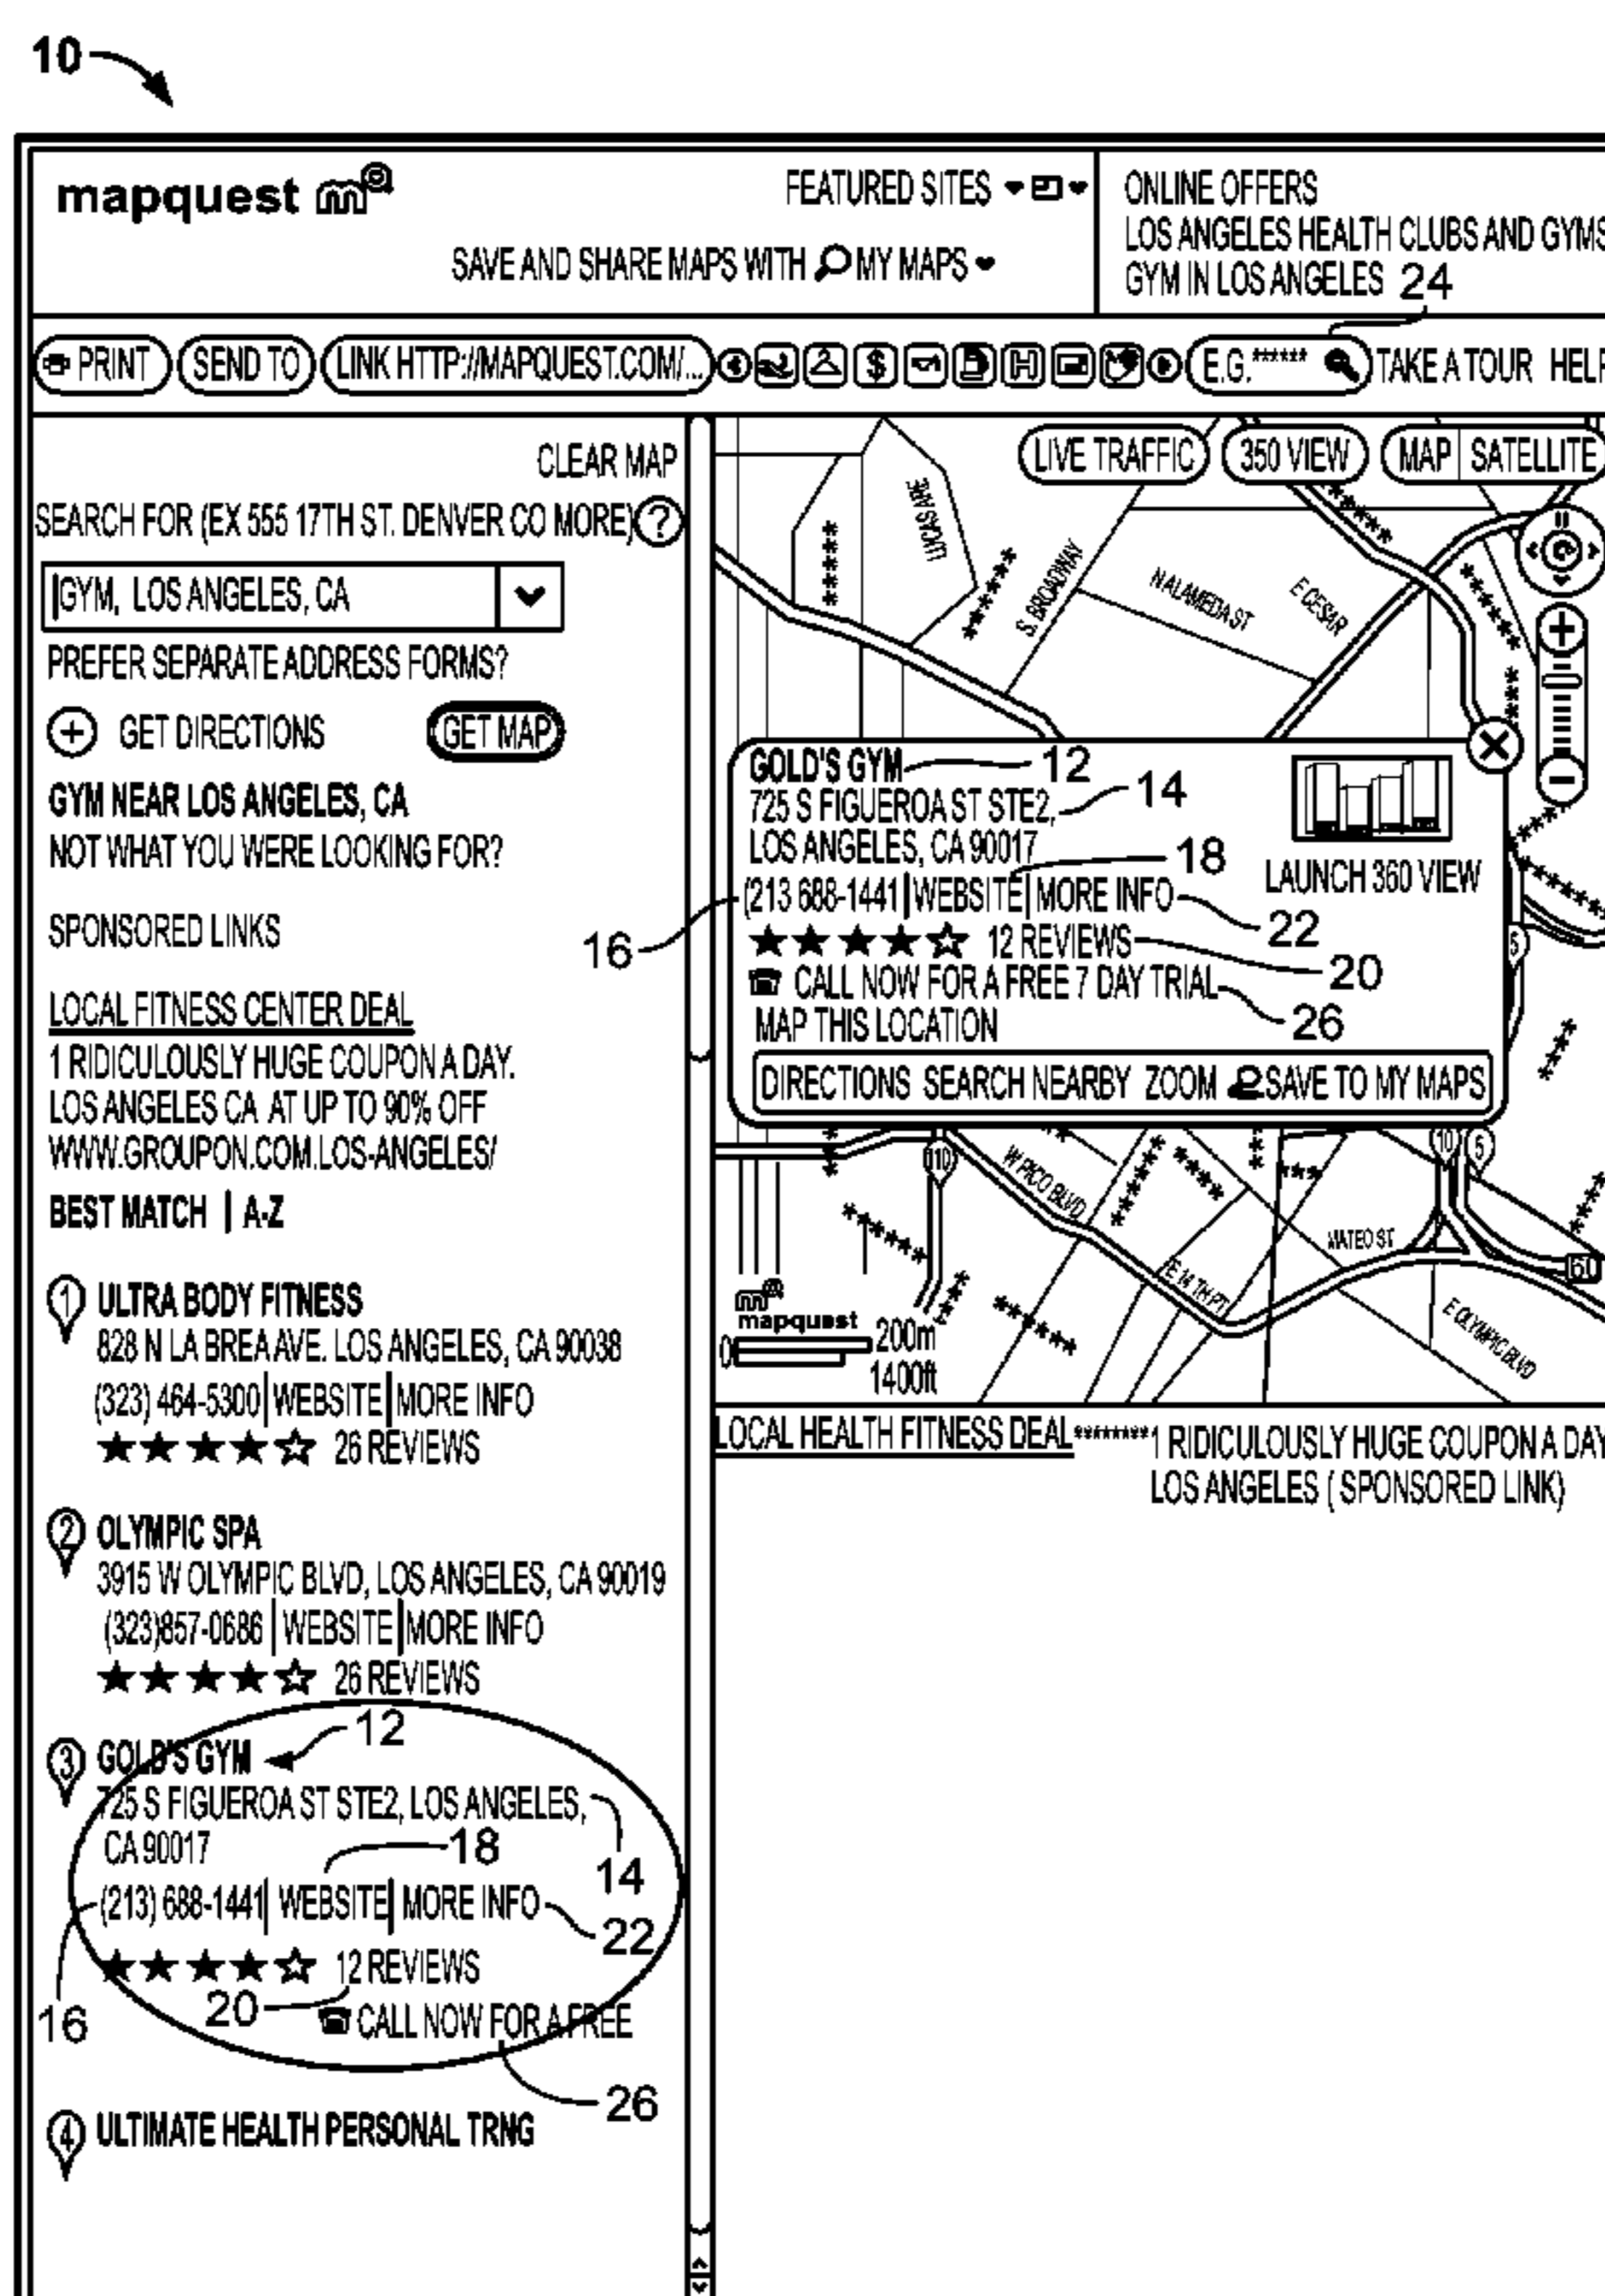 10
mapquest m@
FEATURED SITES
SAVE AND SHARE MAPS WITH MY MAPS
ONLINE OFFERS
LOS ANGELES HEALTH CLUBS AND GYMS
GYM IN LOS ANGELES 24
PRINT SEND TO LINK HTTP://MAPQUEST.COM/... $ H E.G.****** TAKE A TOUR HELP
CLEAR MAP
SEARCH FOR (EX 555 17TH ST. DENVER CO MORE) ?
GYM, LOS ANGELES, CA
PREFER SEPARATE ADDRESS FORMS?
+ GET DIRECTIONS GET MAP
GYM NEAR LOS ANGELES, CA
NOT WHAT YOU WERE LOOKING FOR?
SPONSORED LINKS
LOCAL FITNESS CENTER DEAL
1 RIDICULOUSLY HUGE COUPON A DAY.
LOS ANGELES CA AT UP TO 90% OFF
WWW.GROUPON.COM.LOS-ANGELES/
BEST MATCH | A-Z
1 ULTRA BODY FITNESS
828 N LA BREA AVE. LOS ANGELES, CA 90038
(323) 464-5300 | WEBSITE | MORE INFO
★★★★☆ 26 REVIEWS
2 OLYMPIC SPA
3915 W OLYMPIC BLVD, LOS ANGELES, CA 90019
(323)857-0686 | WEBSITE | MORE INFO
★★★★☆ 26 REVIEWS
12
3 GOLD'S GYM
725 S FIGUEROA ST STE2, LOS ANGELES,
CA 90017
18
14
(213) 688-1441 | WEBSITE | MORE INFO
22
★★★★☆ 12 REVIEWS
16
20
CALL NOW FOR A FREE
26
4 ULTIMATE HEALTH PERSONAL TRNG
LIVE TRAFFIC 350 VIEW MAP | SATELLITE
LUCAS AVE
S. BROADWAY
N ALAMEDA ST
E CESAR
GOLD'S GYM 12
725 S FIGUEROA ST STE2, 14
LOS ANGELES, CA 90017
18
(213 688-1441 | WEBSITE | MORE INFO
LAUNCH 360 VIEW
16
22
★★★★☆ 12 REVIEWS
20
CALL NOW FOR A FREE 7 DAY TRIAL
26
MAP THIS LOCATION
DIRECTIONS SEARCH NEARBY ZOOM SAVE TO MY MAPS
5
110
W PICO BLVD
10
5
MATEO ST
60
E 14 TH PT
E OLYMPIC BLVD
m@
mapquest
0 200m
1400ft
LOCAL HEALTH FITNESS DEAL ******** 1 RIDICULOUSLY HUGE COUPON A DAY
LOS ANGELES ( SPONSORED LINK)